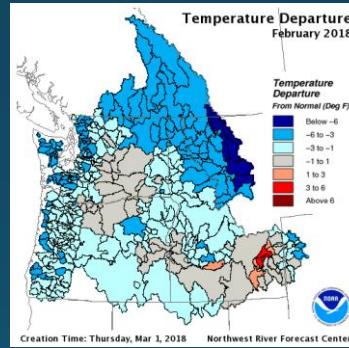 Temperature Departure
February 2018
Temperature
Departure
From Normal (Deg F)
Below -6
-6 to -3
-3 to -1
-1 to 1
1 to 3
3 to 6
Above 6
NOAA
Creation Time: Thursday, Mar 1, 2018 Northwest River Forecast Center